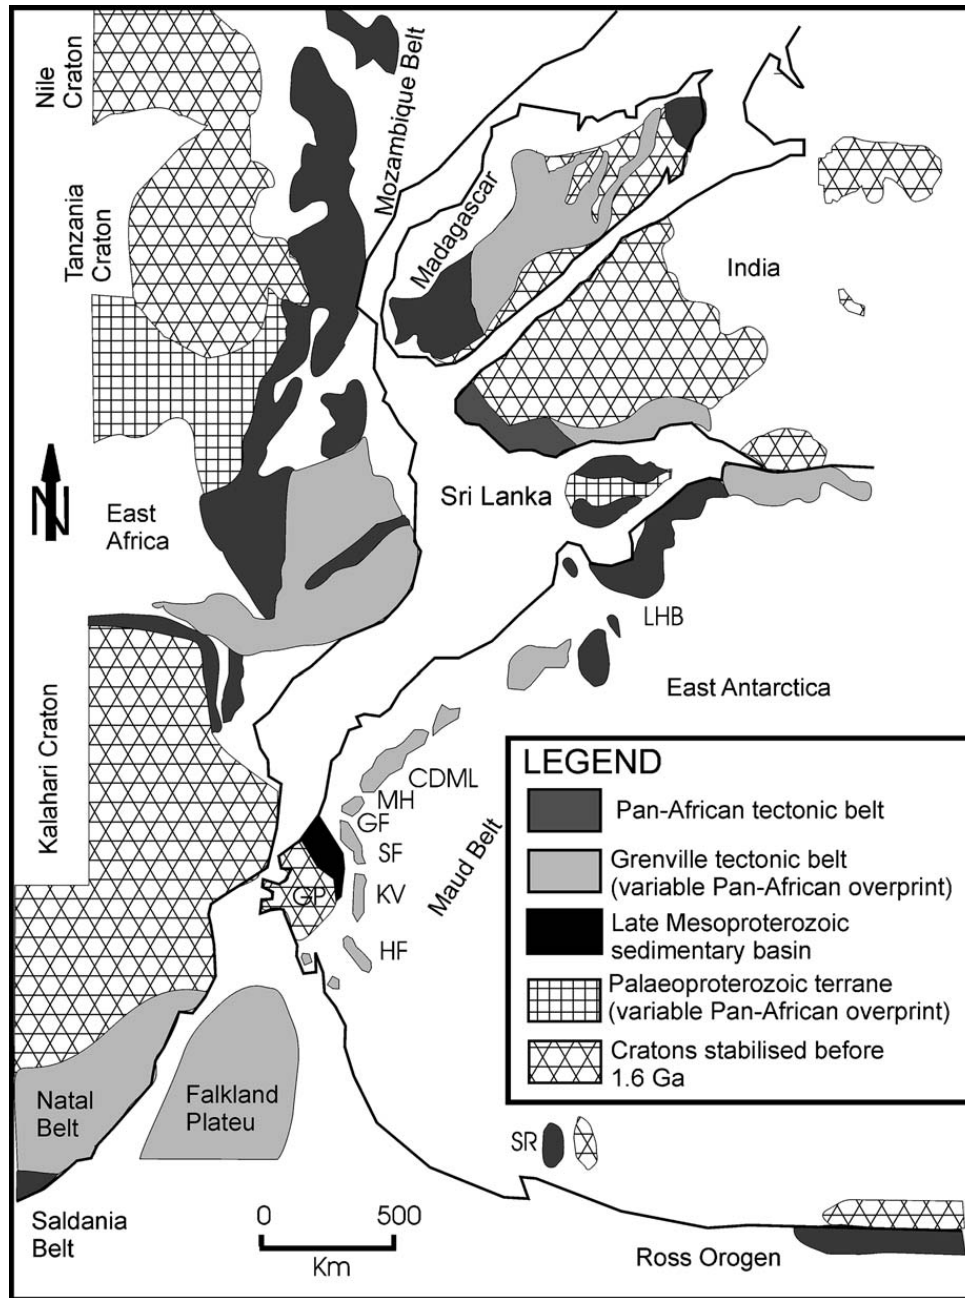 Nile
Craton
Mozambique Belt
Madagascar
Tanzania
Craton
India
Sri Lanka
East
Africa
N
LHB
East Antarctica
Kalahari Craton
CDML
MH
GF
SF
GP
KV
HF
Maud Belt
LEGEND
Pan-African tectonic belt
Grenville tectonic belt
(variable Pan-African overprint)
Late Mesoproterozoic
sedimentary basin
Palaeoproterozoic terrane
(variable Pan-African overprint)
Cratons stabilised before
1.6 Ga
Natal
Belt
Falkland
Plateu
SR
Saldania
Belt
0 500
Km
Ross Orogen